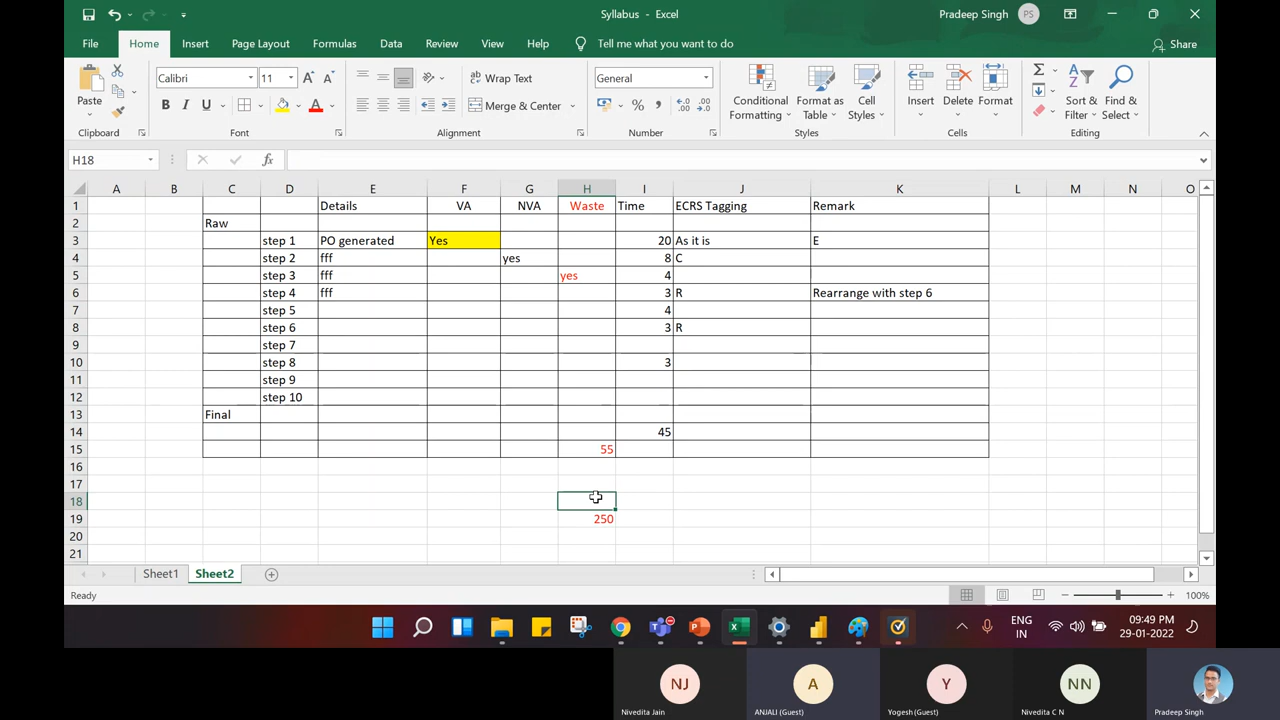 Syllabus - Excel
Pradeep Singh PS
File Home Insert Page Layout Formulas Data Review View Help Tell me what you want to do Share
Paste Calibri 11 A A Wrap Text General Conditional Formatting Format as Table Cell Styles Insert Delete Format Sort & Filter Find & Select
B I U A Merge & Center % , .00
Clipboard Font Alignment Number Styles Cells Editing
H18 fx
A B C D E F G H I J K L M N O
1 Details VA NVA Waste Time ECRS Tagging Remark
2 Raw
3 step 1 PO generated Yes 20 As it is E
4 step 2 fff yes 8 C
5 step 3 fff yes 4
6 step 4 fff 3 R Rearrange with step 6
7 step 5 4
8 step 6 3 R
9 step 7
10 step 8 3
11 step 9
12 step 10
13 Final
14 45
15 55
16
17
18
19 250
20
21
Sheet1 Sheet2
Ready 100%
ENG IN 09:49 PM 29-01-2022
NJ A Y NN
Nivedita Jain ANJALI (Guest) Yogesh (Guest) Nivedita C N Pradeep Singh